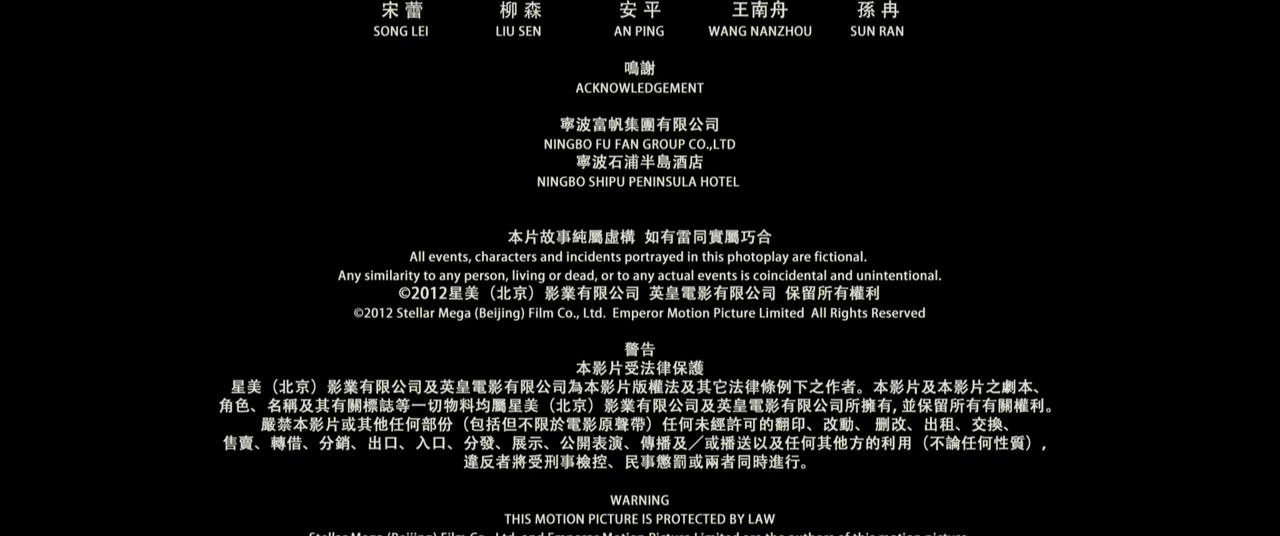 宋 蕾 柳 森 安 平 王南舟 孫 冉
SONG LEI LIU SEN AN PING WANG NANZHOU SUN RAN
鳴謝
ACKNOWLEDGEMENT
寧波富帆集團有限公司
NINGBO FU FAN GROUP CO.,LTD
寧波石浦半島酒店
NINGBO SHIPU PENINSULA HOTEL
本片故事純屬虛構 如有雷同實屬巧合
All events, characters and incidents portrayed in this photoplay are fictional.
Any similarity to any person, living or dead, or to any actual events is coincidental and unintentional.
©2012星美（北京）影業有限公司 英皇電影有限公司 保留所有權利
©2012 Stellar Mega (Beijing) Film Co., Ltd. Emperor Motion Picture Limited All Rights Reserved
警告
本影片受法律保護
星美（北京）影業有限公司及英皇電影有限公司為本影片版權法及其它法律條例下之作者。本影片及本影片之劇本、
角色、名稱及其有關標誌等一切物料均屬星美（北京）影業有限公司及英皇電影有限公司所擁有, 並保留所有有關權利。
嚴禁本影片或其他任何部份（包括但不限於電影原聲帶）任何未經許可的翻印、改動、刪改、出租、交換、
售賣、轉借、分銷、出口、入口、分發、展示、公開表演、傳播及／或播送以及任何其他方的利用（不論任何性質）,
違反者將受刑事檢控、民事懲罰或兩者同時進行。
WARNING
THIS MOTION PICTURE IS PROTECTED BY LAW
Stellar Mega (Beijing) Film Co., Ltd. and Emperor Motion Picture Limited are the authors of this motion picture